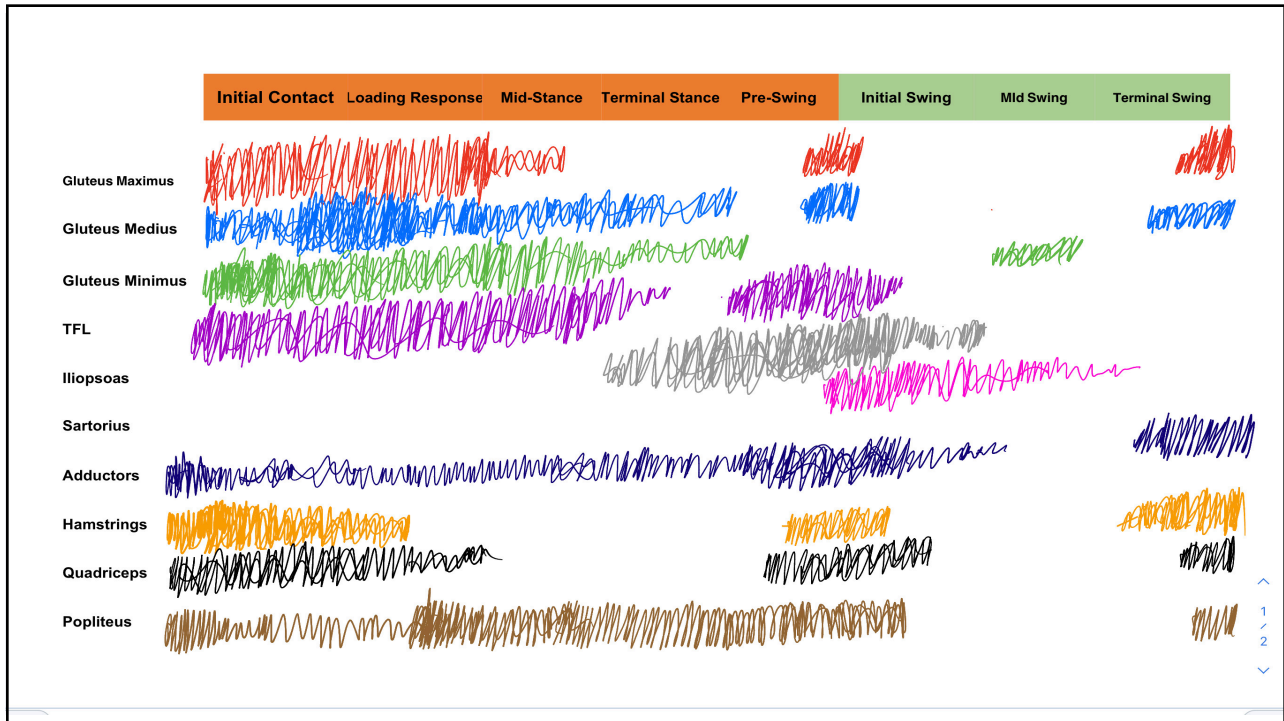 Initial Contact Loading Response Mid-Stance Terminal Stance Pre-Swing Initial Swing MId Swing Terminal Swing
Gluteus Maximus
Gluteus Medius
Gluteus Minimus
TFL
Iliopsoas
Sartorius
Adductors
Hamstrings
Quadriceps
Popliteus
1
/
2